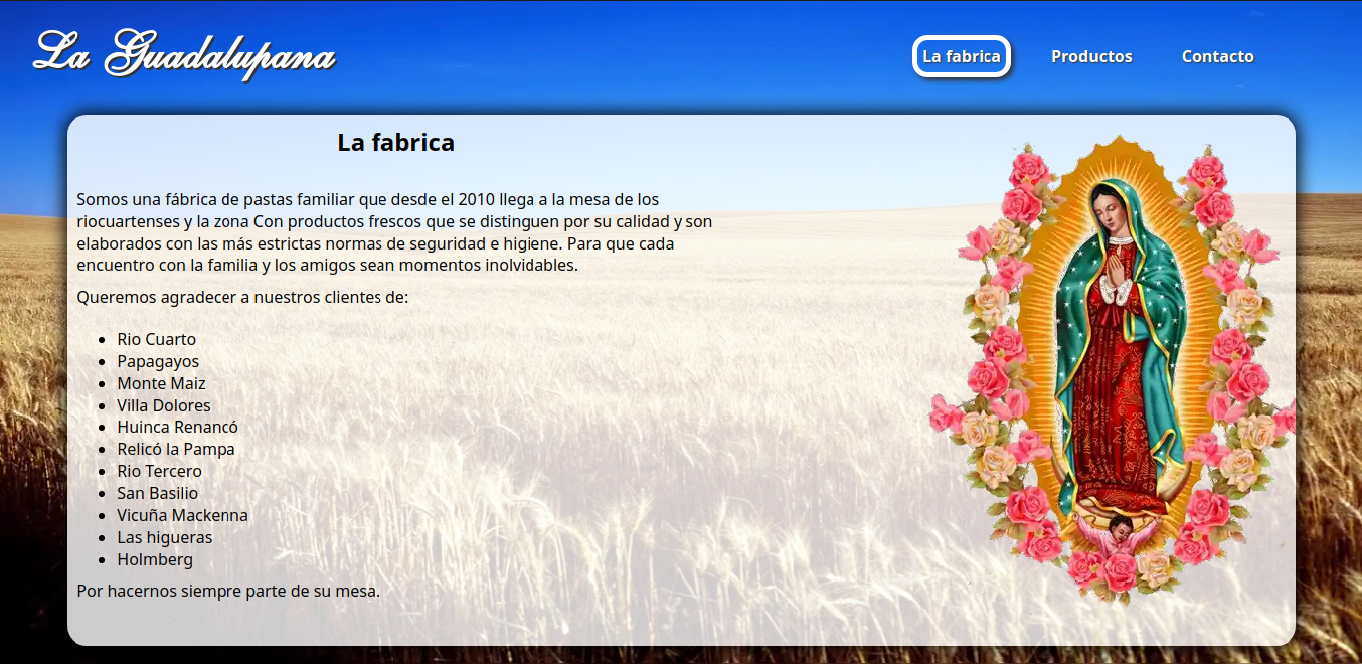 La Guadalupana
La fabrica
Productos
Contacto
La fabrica
Somos una fábrica de pastas familiar que desde el 2010 llega a la mesa de los
riocuartenses y la zona Con productos frescos que se distinguen por su calidad y son
elaborados con las más estrictas normas de seguridad e higiene. Para que cada
encuentro con la familia y los amigos sean momentos inolvidables.
Queremos agradecer a nuestros clientes de:
• Rio Cuarto
• Papagayos
• Monte Maiz
• Villa Dolores
• Huinca Renancó
• Relicó la Pampa
• Rio Tercero
• San Basilio
• Vicuña Mackenna
• Las higueras
• Holmberg
Por hacernos siempre parte de su mesa.